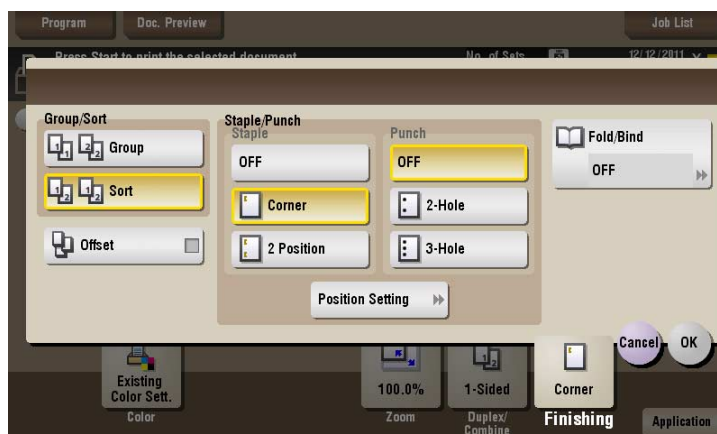 Program
Doc. Preview
Job List
Press Start to print the selected document
No. of Sets
12/12/2011
Group/Sort
Group
Sort
Offset
Staple/Punch
Staple
OFF
Corner
2 Position
Punch
OFF
2-Hole
3-Hole
Position Setting
Fold/Bind
OFF
Cancel
OK
Existing
Color Sett.
Color
100.0%
Zoom
1-Sided
Duplex/
Combine
Corner
Finishing
Application